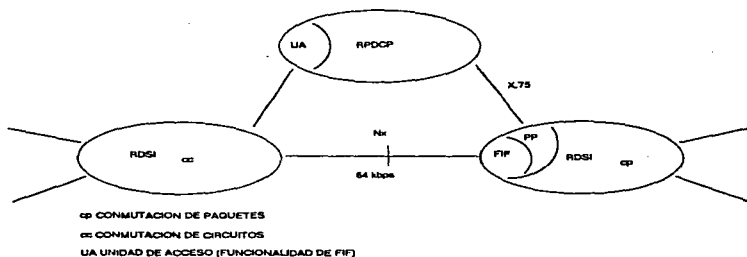 UA RPDCP
X.75
Nx
RDSI cc
PP
FIF RDSI cp
64 kbps
cp CONMUTACION DE PAQUETES
cc CONMUTACION DE CIRCUITOS
UA UNIDAD DE ACCESO (FUNCIONALIDAD DE FIF)